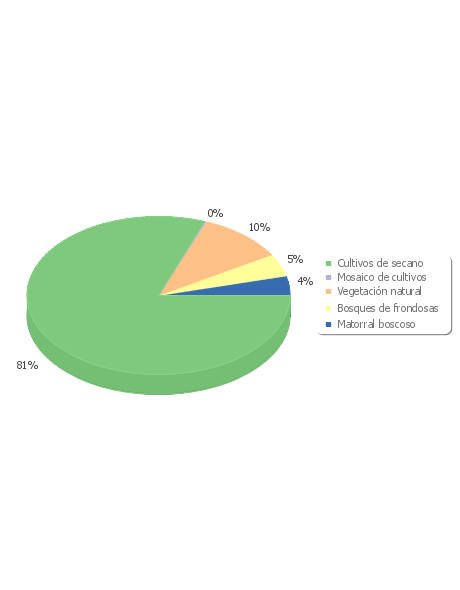 0%
10%
5%
4%
81%
Cultivos de secano
Mosaico de cultivos
Vegetación natural
Bosques de frondosas
Matorral boscoso